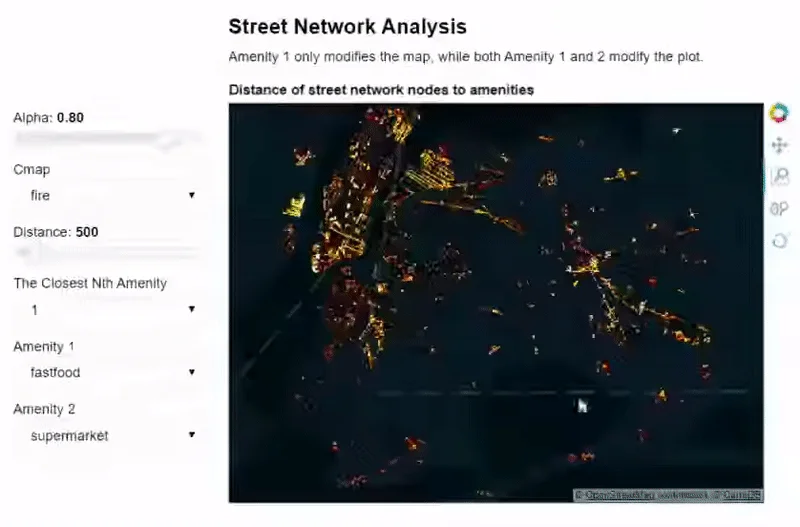 Street Network Analysis
Amenity 1 only modifies the map, while both Amenity 1 and 2 modify the plot.
Distance of street network nodes to amenities
Alpha: 0.80
Cmap
fire
Distance: 500
The Closest Nth Amenity
1
Amenity 1
fastfood
Amenity 2
supermarket
© OpenStreetMap contributors, © CartoDB